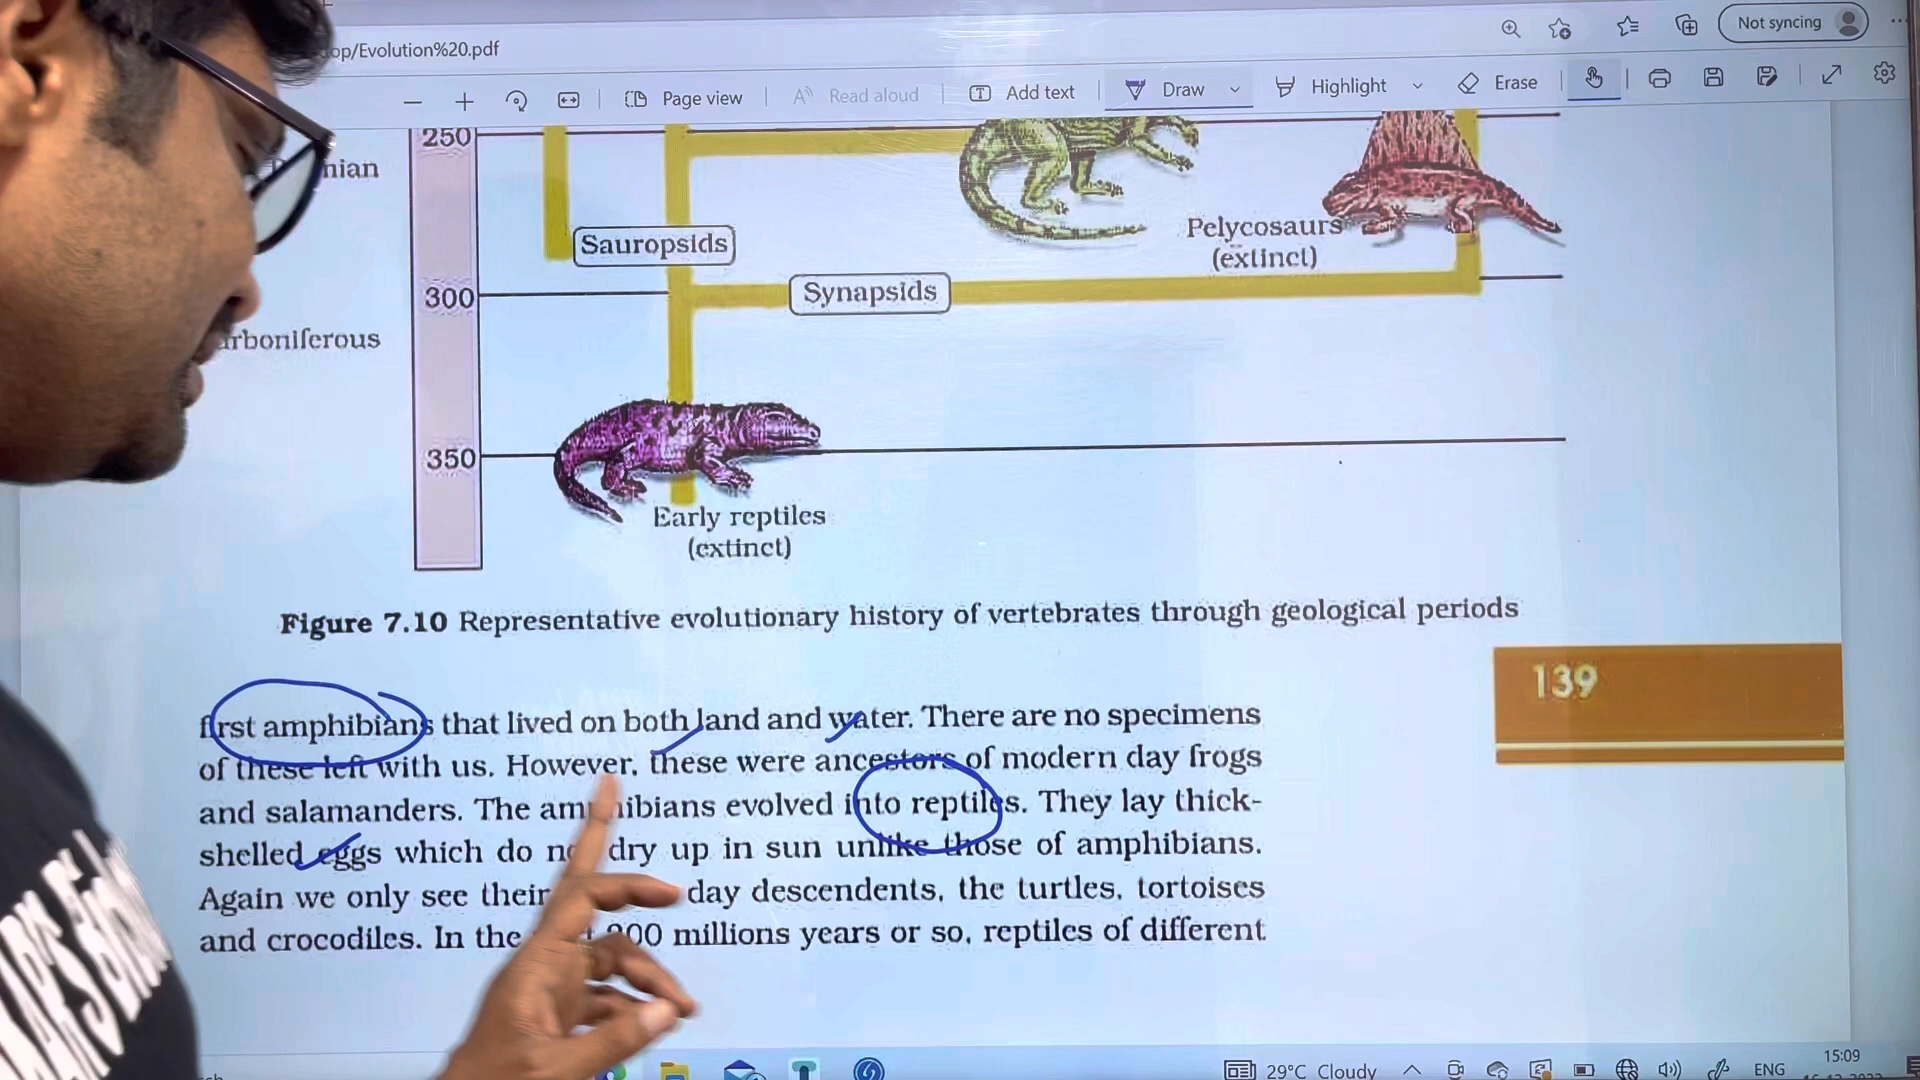 op/Evolution%20.pdf
Not syncing
Page view
Read aloud
Add text
Draw
Highlight
Erase
250
nian
Sauropsids
Pelycosaurs
(extinct)
300
Synapsids
rboniferous
350
Early reptiles
(extinct)
Figure 7.10 Representative evolutionary history of vertebrates through geological periods
139
first amphibians that lived on both land and water. There are no specimens
of these left with us. However, these were ancestors of modern day frogs
and salamanders. The am hibians evolved into reptiles. They lay thick-
shelled eggs which do dry up in sun unlike those of amphibians.
Again we only see their day descendents, the turtles, tortoises
and crocodiles. In the 200 millions years or so, reptiles of different
29°C Cloudy
ENG
15:09